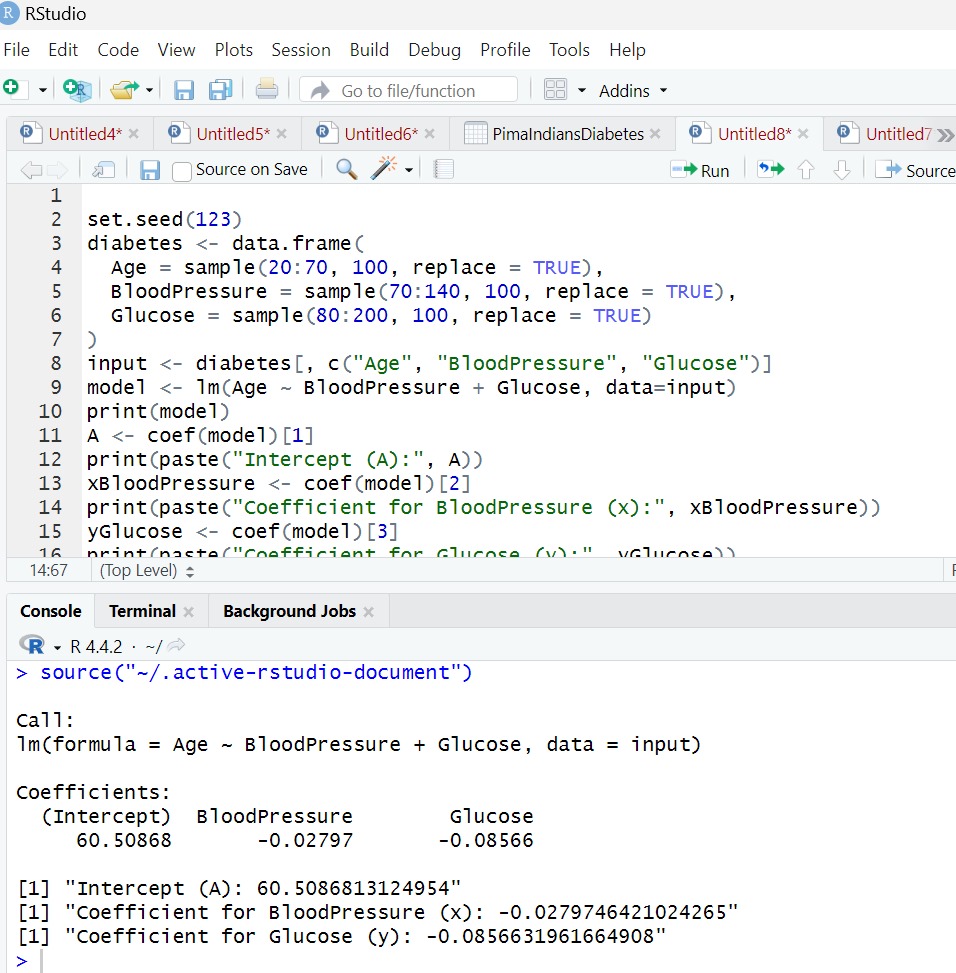 R RStudio
File Edit Code View Plots Session Build Debug Profile Tools Help
Go to file/function Addins
Untitled4* Untitled5* Untitled6* PimaIndiansDiabetes Untitled8* Untitled7
Source on Save Run Source
1
2 set.seed(123)
3 diabetes <- data.frame(
4 Age = sample(20:70, 100, replace = TRUE),
5 BloodPressure = sample(70:140, 100, replace = TRUE),
6 Glucose = sample(80:200, 100, replace = TRUE)
7 )
8 input <- diabetes[, c("Age", "BloodPressure", "Glucose")]
9 model <- lm(Age ~ BloodPressure + Glucose, data=input)
10 print(model)
11 A <- coef(model)[1]
12 print(paste("Intercept (A):", A))
13 xBloodPressure <- coef(model)[2]
14 print(paste("Coefficient for BloodPressure (x):", xBloodPressure))
15 yGlucose <- coef(model)[3]
16 print(paste("Coefficient for Glucose (y):", yGlucose))
14:67 (Top Level)
Console Terminal Background Jobs
R R 4.4.2 · ~/
> source("~/.active-rstudio-document")
Call:
lm(formula = Age ~ BloodPressure + Glucose, data = input)
Coefficients:
(Intercept) BloodPressure Glucose
60.50868 -0.02797 -0.08566
[1] "Intercept (A): 60.5086813124954"
[1] "Coefficient for BloodPressure (x): -0.0279746421024265"
[1] "Coefficient for Glucose (y): -0.0856631961664908"
>